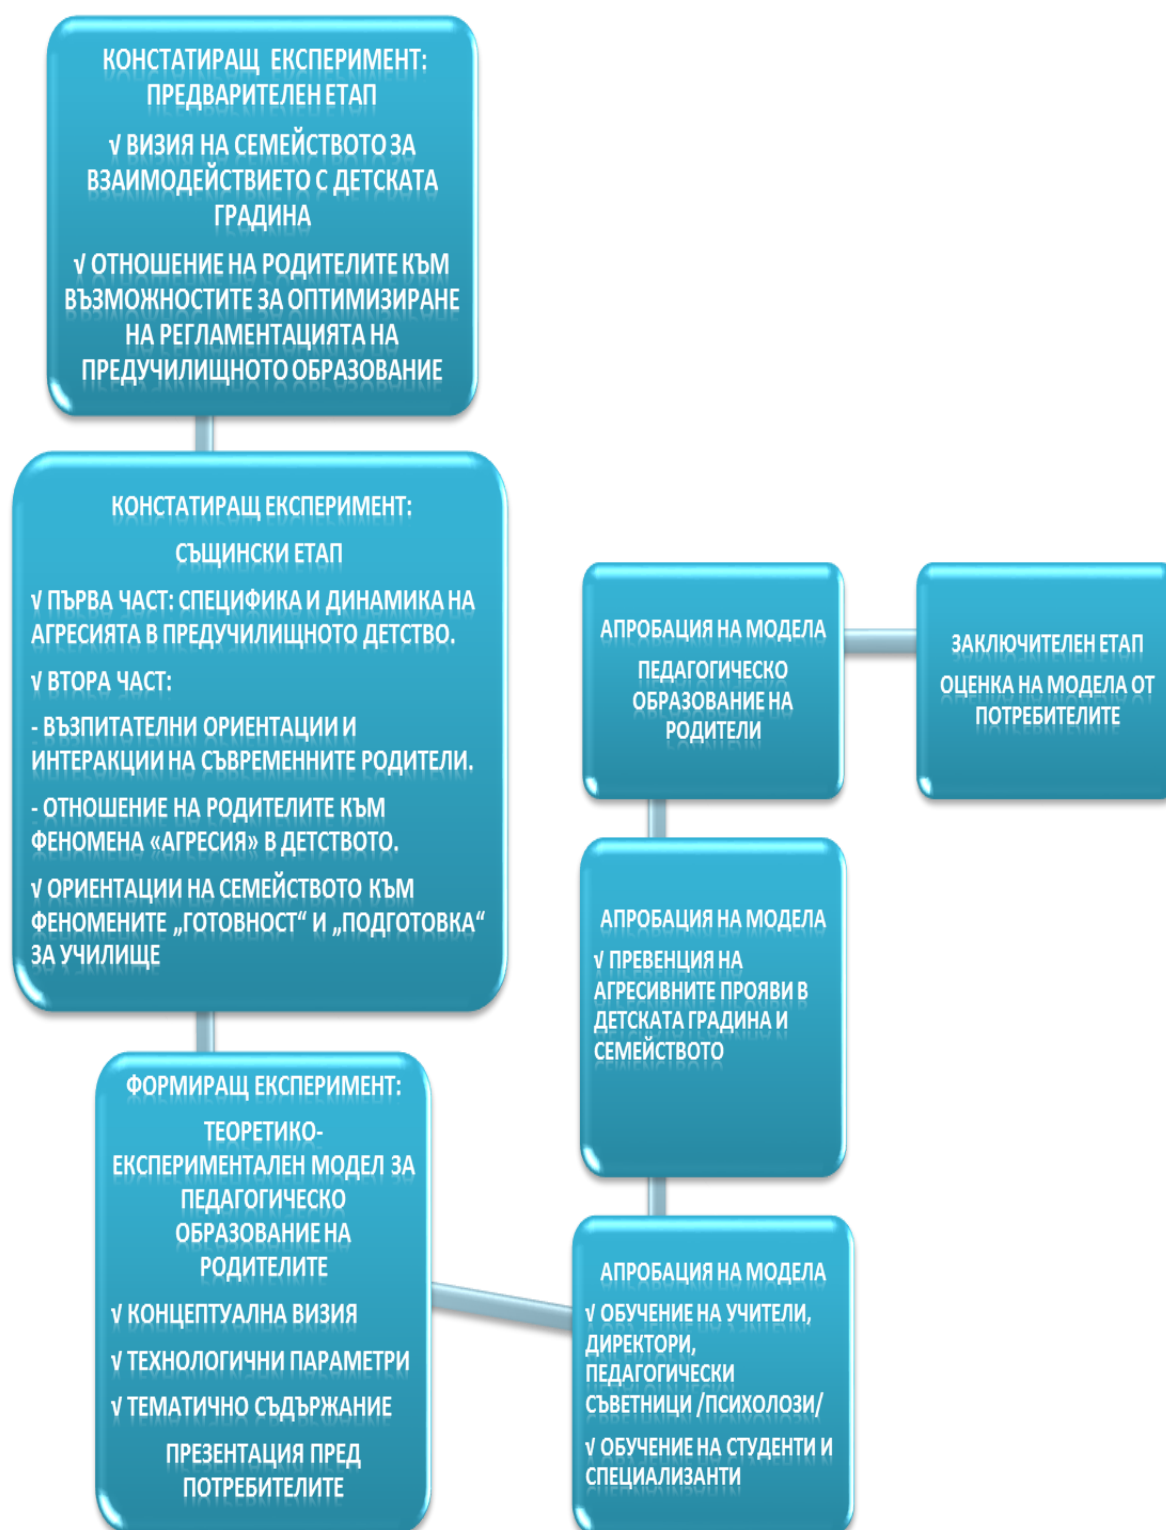 КОНСТАТИРАЩ ЕКСПЕРИМЕНТ:
ПРЕДВАРИТЕЛЕН ЕТАП
√ ВИЗИЯ НА СЕМЕЙСТВОТО ЗА
ВЗАИМОДЕЙСТВИЕТО С ДЕТСКАТА
ГРАДИНА
√ ОТНОШЕНИЕ НА РОДИТЕЛИТЕ КЪМ
ВЪЗМОЖНОСТИТЕ ЗА ОПТИМИЗИРАНЕ
НА РЕГЛАМЕНТАЦИЯТА НА
ПРЕДУЧИЛИЩНОТО ОБРАЗОВАНИЕ
КОНСТАТИРАЩ ЕКСПЕРИМЕНТ:
СЪЩИНСКИ ЕТАП
√ ПЪРВА ЧАСТ: СПЕЦИФИКА И ДИНАМИКА НА
АГРЕСИЯТА В ПРЕДУЧИЛИЩНОТО ДЕТСТВО.
√ ВТОРА ЧАСТ:
- ВЪЗПИТАТЕЛНИ ОРИЕНТАЦИИ И
ИНТЕРАКЦИИ НА СЪВРЕМЕННИТЕ РОДИТЕЛИ.
- ОТНОШЕНИЕ НА РОДИТЕЛИТЕ КЪМ
ФЕНОМЕНА «АГРЕСИЯ» В ДЕТСТВОТО.
√ ОРИЕНТАЦИИ НА СЕМЕЙСТВОТО КЪМ
ФЕНОМЕНИТЕ „ГОТОВНОСТ“ И „ПОДГОТОВКА“
ЗА УЧИЛИЩЕ
ФОРМИРАЩ ЕКСПЕРИМЕНТ:
ТЕОРЕТИКО-
ЕКСПЕРИМЕНТАЛЕН МОДЕЛ ЗА
ПЕДАГОГИЧЕСКО
ОБРАЗОВАНИЕ НА
РОДИТЕЛИТЕ
√ КОНЦЕПТУАЛНА ВИЗИЯ
√ ТЕХНОЛОГИЧНИ ПАРАМЕТРИ
√ ТЕМАТИЧНО СЪДЪРЖАНИЕ
ПРЕЗЕНТАЦИЯ ПРЕД
ПОТРЕБИТЕЛИТЕ
АПРОБАЦИЯ НА МОДЕЛА
√ ОБУЧЕНИЕ НА УЧИТЕЛИ,
ДИРЕКТОРИ,
ПЕДАГОГИЧЕСКИ
СЪВЕТНИЦИ /ПСИХОЛОЗИ/
√ ОБУЧЕНИЕ НА СТУДЕНТИ И
СПЕЦИАЛИЗАНТИ
АПРОБАЦИЯ НА МОДЕЛА
√ ПРЕВЕНЦИЯ НА
АГРЕСИВНИТЕ ПРОЯВИ В
ДЕТСКАТА ГРАДИНА И
СЕМЕЙСТВОТО
АПРОБАЦИЯ НА МОДЕЛА
ПЕДАГОГИЧЕСКО
ОБРАЗОВАНИЕ НА
РОДИТЕЛИ
ЗАКЛЮЧИТЕЛЕН ЕТАП
ОЦЕНКА НА МОДЕЛА ОТ
ПОТРЕБИТЕЛИТЕ